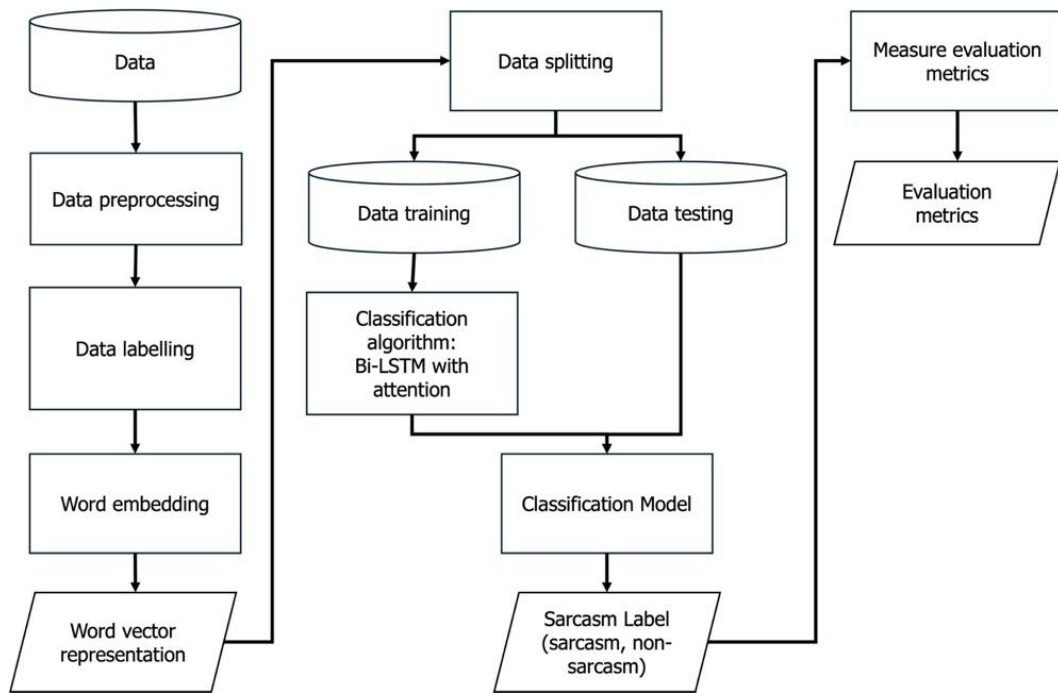 Data
Data preprocessing
Data labelling
Word embedding
Word vector
representation
Data splitting
Data training
Data testing
Classification
algorithm:
Bi-LSTM with
attention
Classification Model
Sarcasm Label
(sarcasm, non-
sarcasm)
Measure evaluation
metrics
Evaluation
metrics